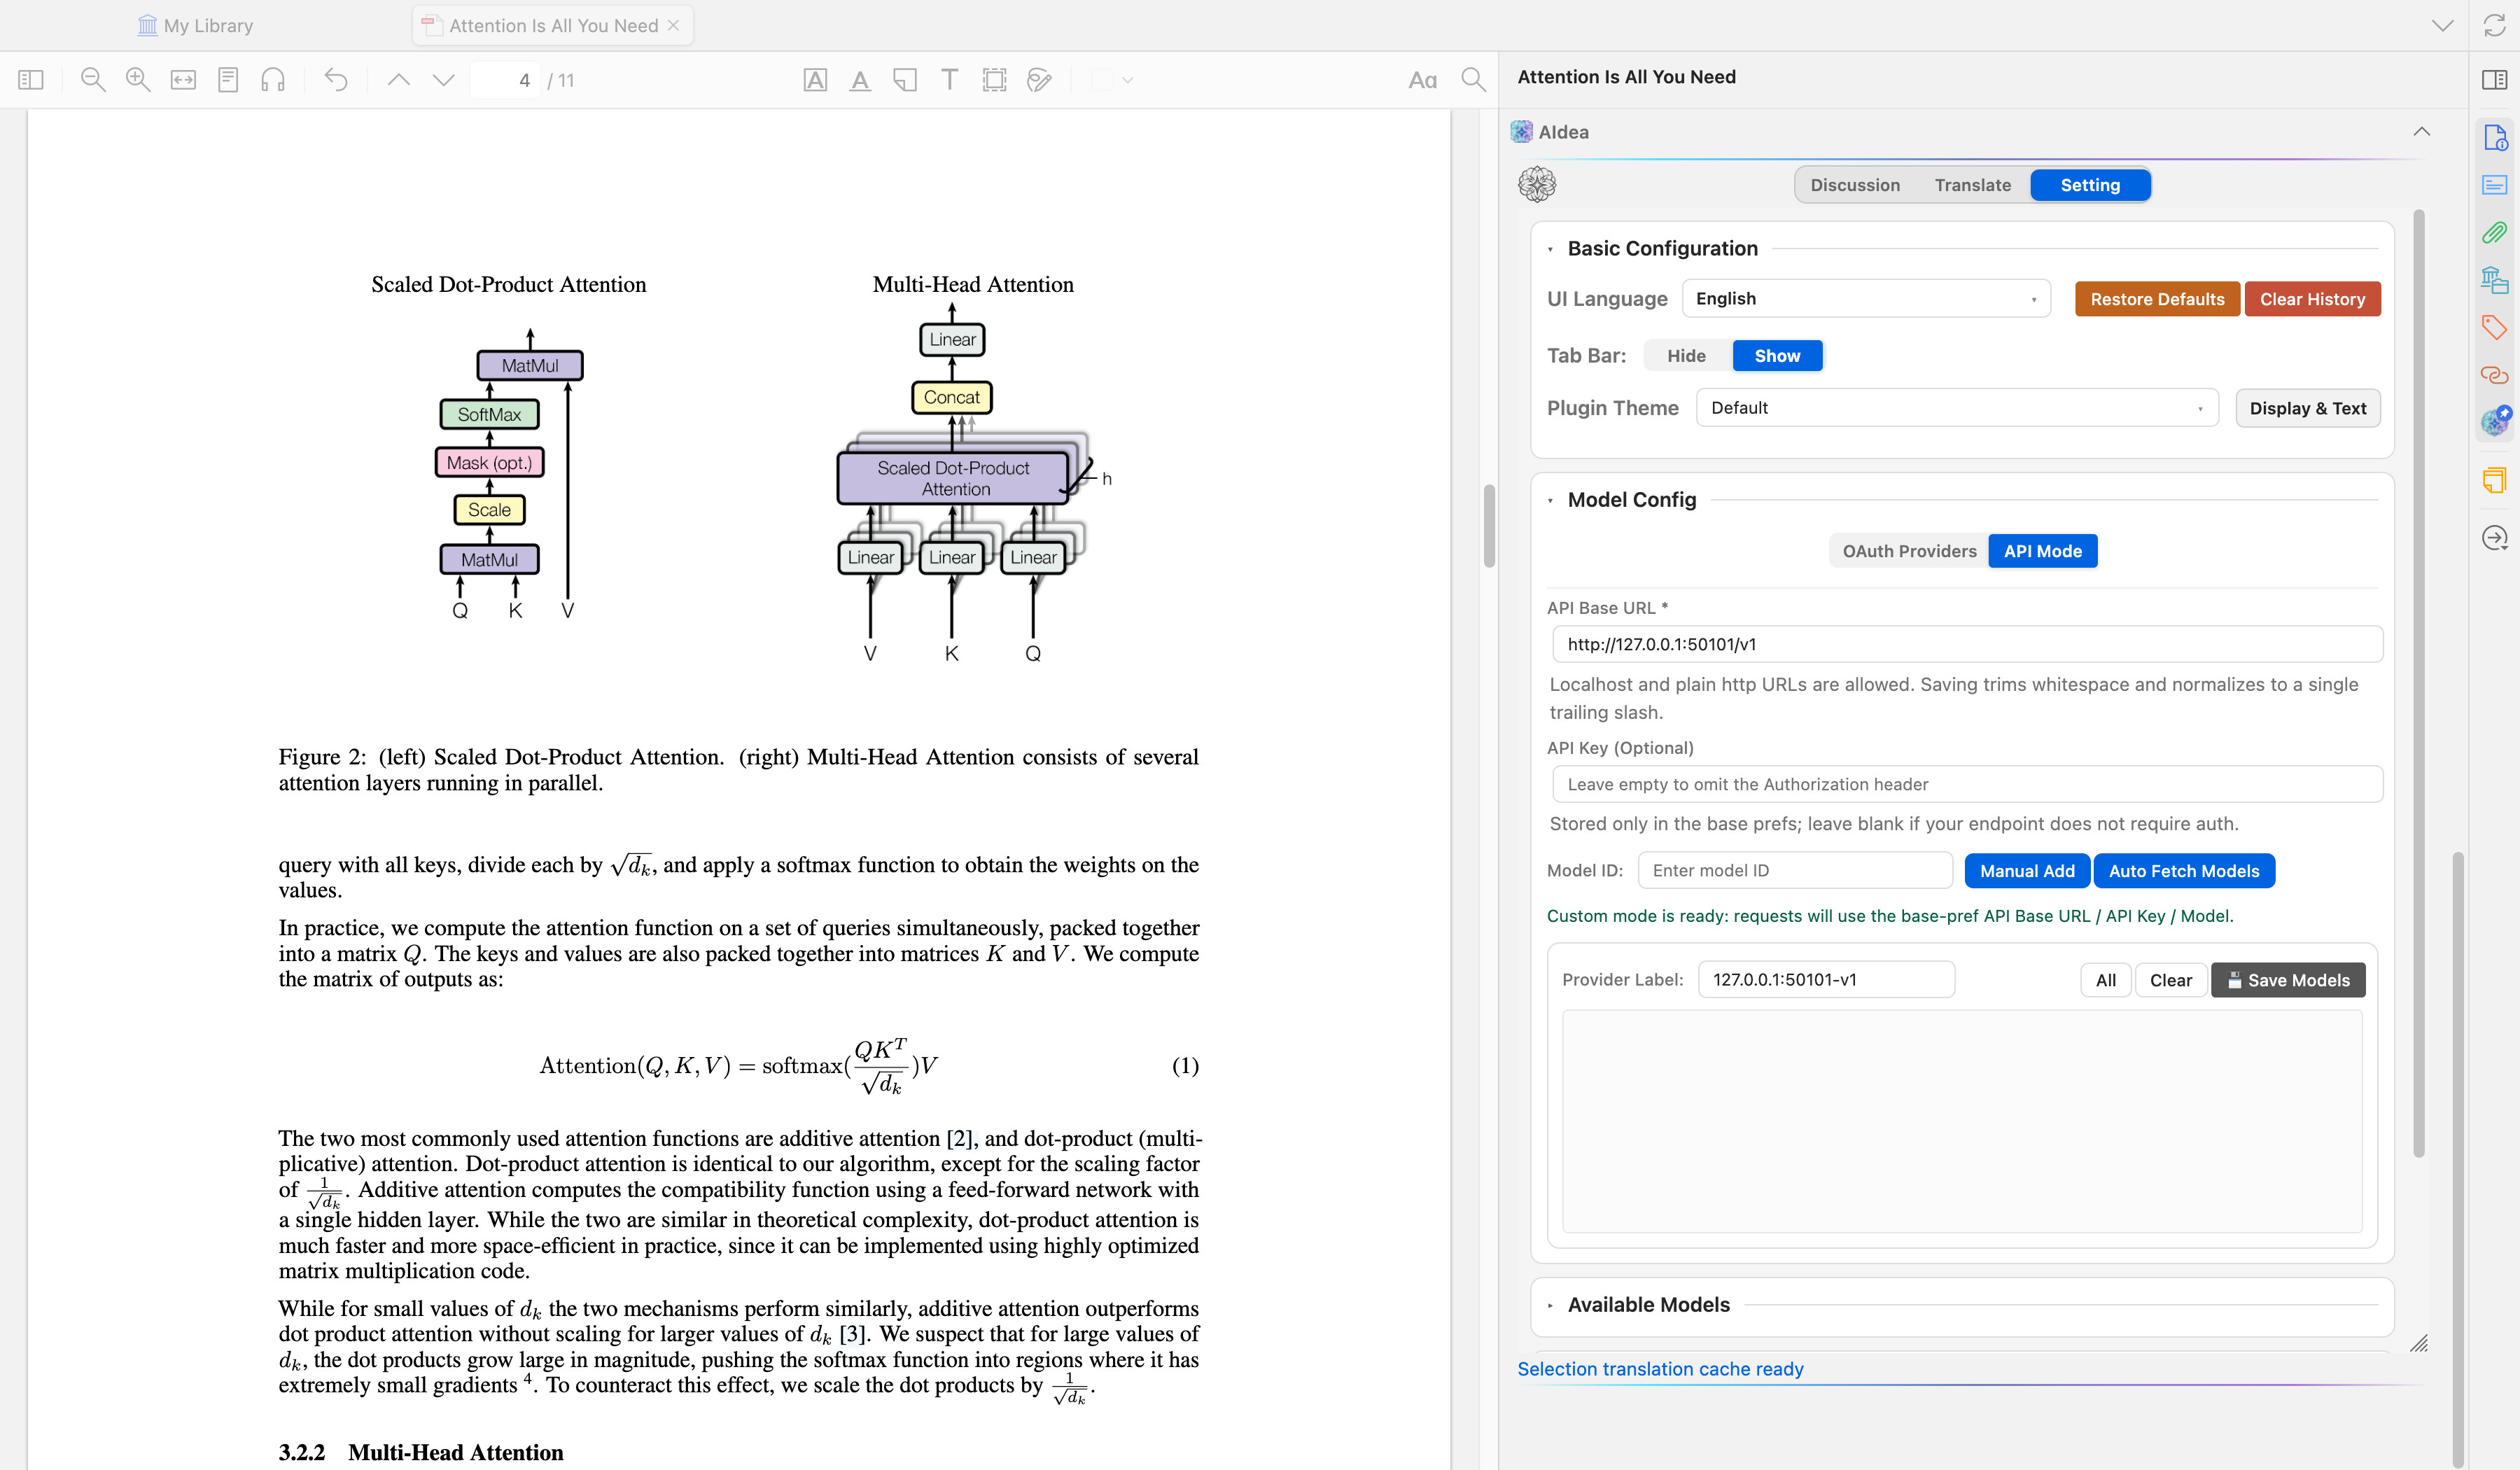 My Library
Attention Is All You Need
4 / 11
Aa
Scaled Dot-Product Attention
MatMul
SoftMax
Mask (opt.)
Scale
MatMul
Q K V
Multi-Head Attention
Linear
Concat
Scaled Dot-Product
Attention
h
Linear Linear Linear
V K Q
Figure 2: (left) Scaled Dot-Product Attention. (right) Multi-Head Attention consists of several
attention layers running in parallel.
query with all keys, divide each by √dk, and apply a softmax function to obtain the weights on the
values.
In practice, we compute the attention function on a set of queries simultaneously, packed together
into a matrix Q. The keys and values are also packed together into matrices K and V. We compute
the matrix of outputs as:
Attention(Q, K, V) = softmax(QK^T/√dk)V (1)
The two most commonly used attention functions are additive attention [2], and dot-product (multi-
plicative) attention. Dot-product attention is identical to our algorithm, except for the scaling factor
of 1/√dk. Additive attention computes the compatibility function using a feed-forward network with
a single hidden layer. While the two are similar in theoretical complexity, dot-product attention is
much faster and more space-efficient in practice, since it can be implemented using highly optimized
matrix multiplication code.
While for small values of dk the two mechanisms perform similarly, additive attention outperforms
dot product attention without scaling for larger values of dk [3]. We suspect that for large values of
dk, the dot products grow large in magnitude, pushing the softmax function into regions where it has
extremely small gradients 4. To counteract this effect, we scale the dot products by 1/√dk.
3.2.2 Multi-Head Attention
Attention Is All You Need
AIdea
Discussion Translate Setting
Basic Configuration
UI Language English Restore Defaults Clear History
Tab Bar: Hide Show
Plugin Theme Default Display & Text
Model Config
OAuth Providers API Mode
API Base URL *
http://127.0.0.1:50101/v1
Localhost and plain http URLs are allowed. Saving trims whitespace and normalizes to a single
trailing slash.
API Key (Optional)
Leave empty to omit the Authorization header
Stored only in the base prefs; leave blank if your endpoint does not require auth.
Model ID: Enter model ID Manual Add Auto Fetch Models
Custom mode is ready: requests will use the base-pref API Base URL / API Key / Model.
Provider Label: 127.0.0.1:50101-v1 All Clear Save Models
Available Models
Selection translation cache ready